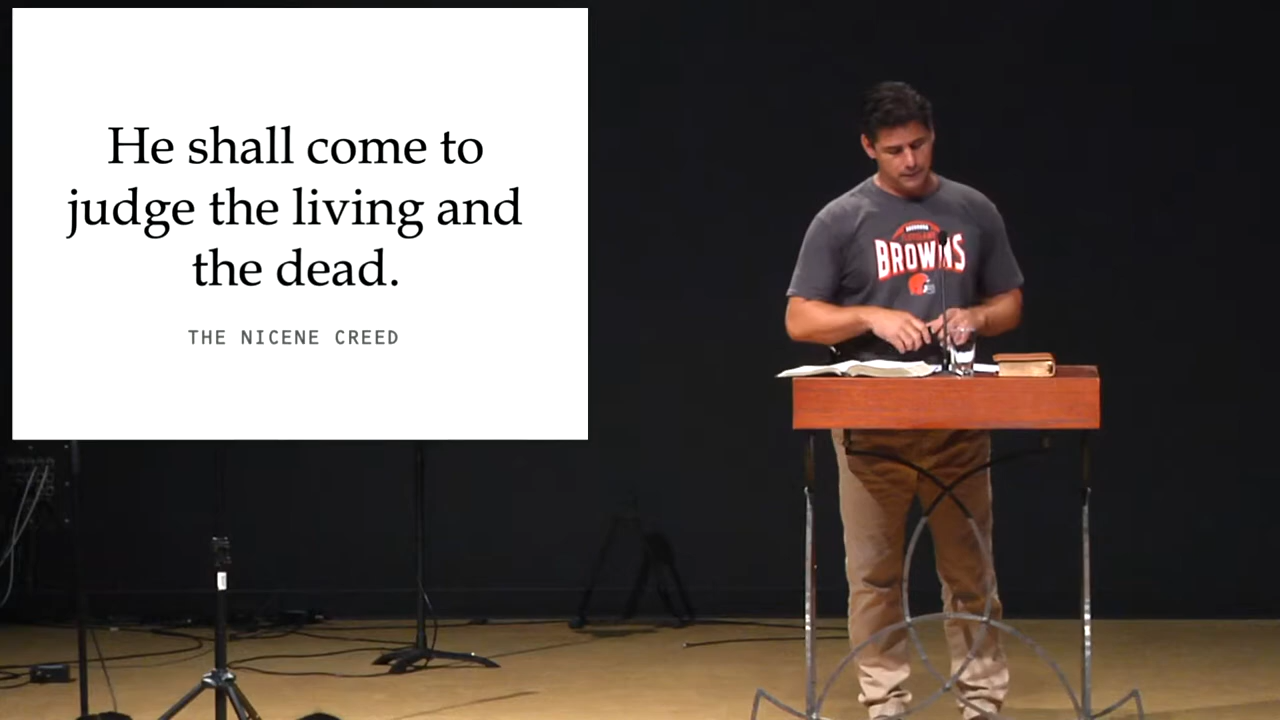 He shall come to
judge the living and
the dead.
THE NICENE CREED
BROWNS